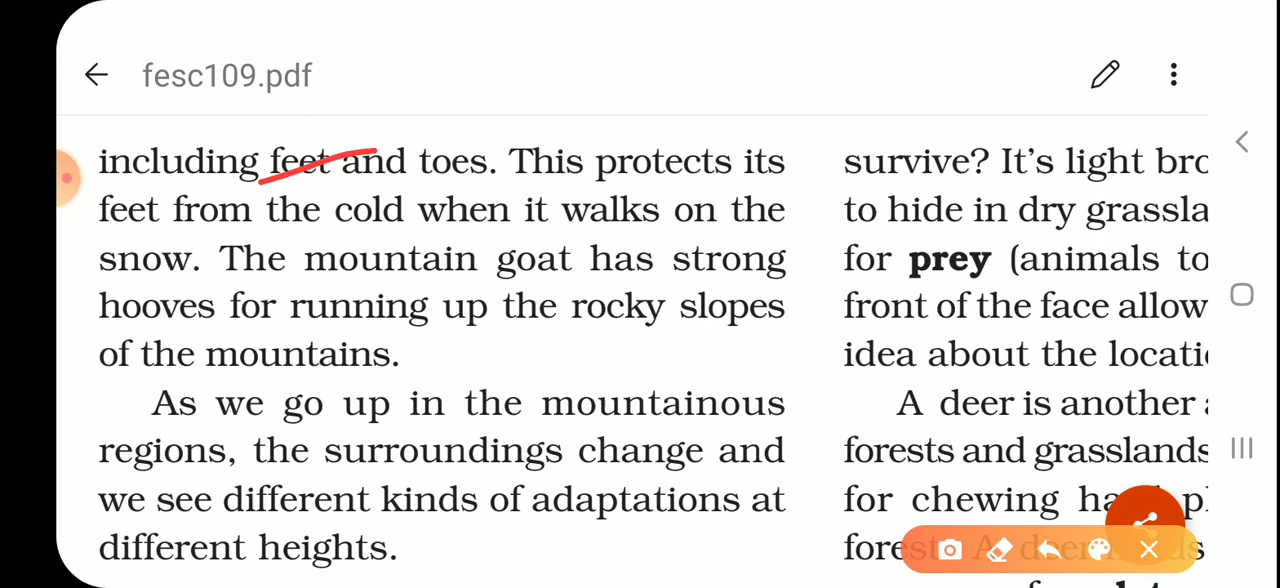 fesc109.pdf
including feet and toes. This protects its
feet from the cold when it walks on the
snow. The mountain goat has strong
hooves for running up the rocky slopes
of the mountains.
As we go up in the mountainous
regions, the surroundings change and
we see different kinds of adaptations at
different heights.
survive? It's light bro
to hide in dry grassla
for prey (animals to
front of the face allow
idea about the locati
A deer is another
forests and grasslands
for chewing
fores